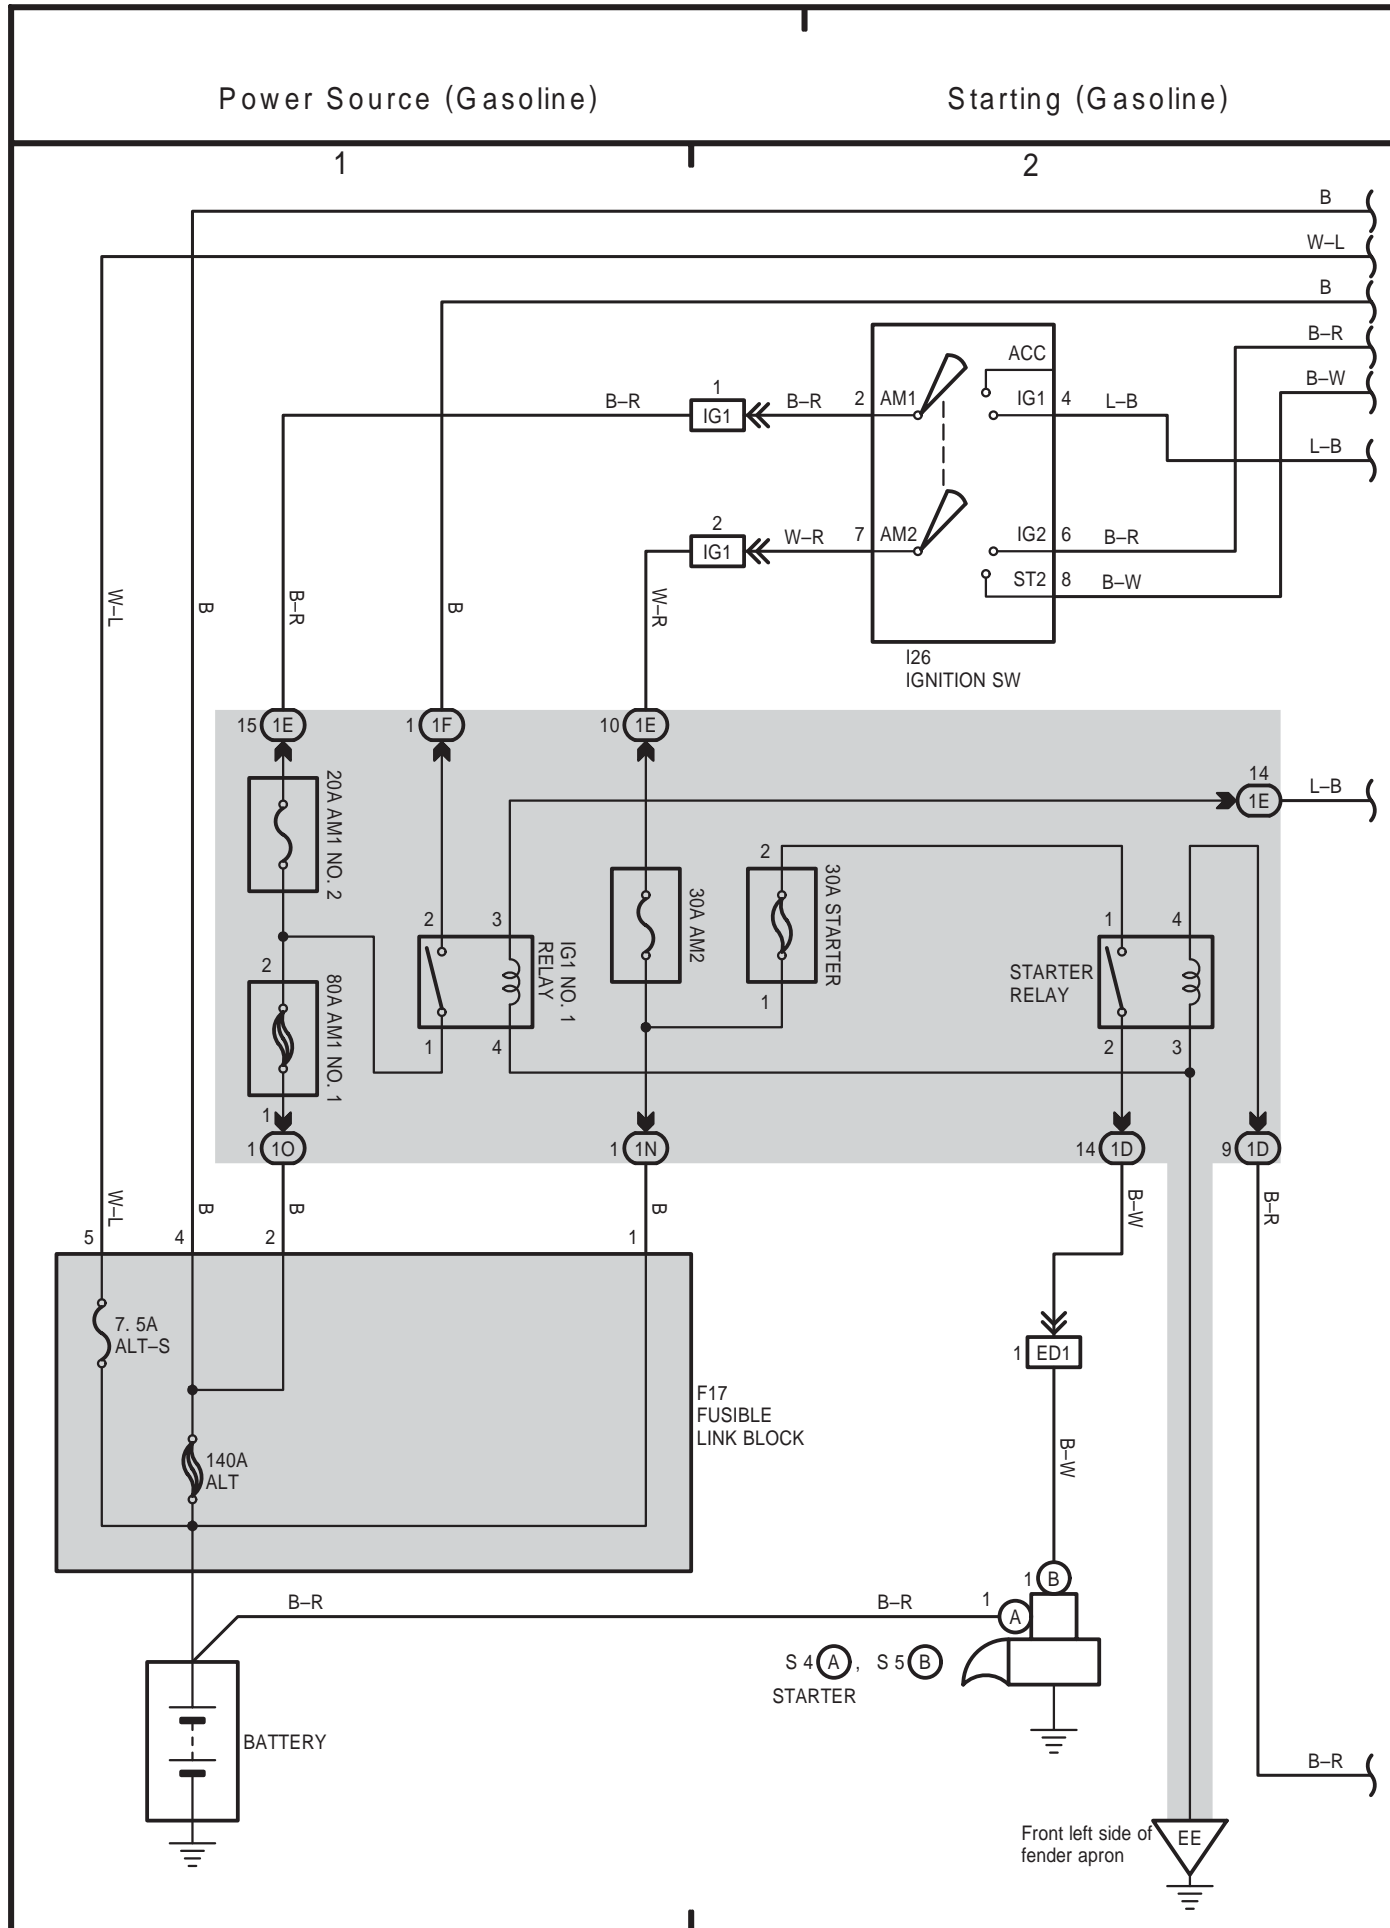 Power Source (Gasoline)
Starting (Gasoline)
1
2
B
W–L
B
B–R
B–W
L–B
B–R
1
IG1
B–R
2
AM1
ACC
IG1
4
L–B
2
IG1
W–R
7
AM2
IG2
6
B–R
ST2
8
B–W
I26
IGNITION SW
W–L
B
B–R
B
W–R
15
1E
1
1F
10
1E
14
1E
L–B
20A AM1 NO. 2
2
80A AM1 NO. 1
1
2
3
IG1 NO. 1
RELAY
1
4
30A AM2
2
30A STARTER
1
STARTER
RELAY
1
4
2
3
1
1O
1
1N
14
1D
9
1D
W–L
B
B
B
B–W
B–R
5
4
2
1
7. 5A
ALT–S
140A
ALT
F17
FUSIBLE
LINK BLOCK
1
ED1
B–W
B–R
B–R
1
A
1
B
S 4 A , S 5 B
STARTER
BATTERY
B–R
Front left side of
fender apron
EE